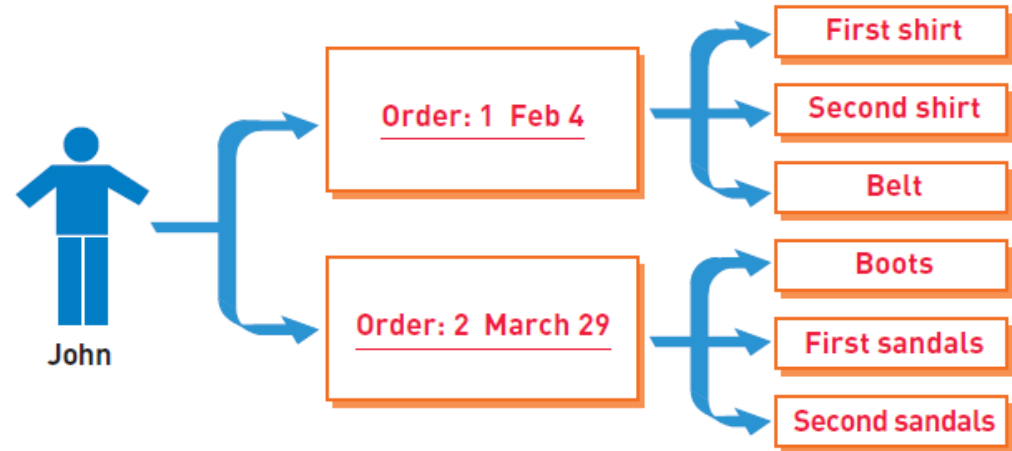 First shirt
Order: 1 Feb 4
Second shirt
Belt
John
Order: 2 March 29
Boots
First sandals
Second sandals